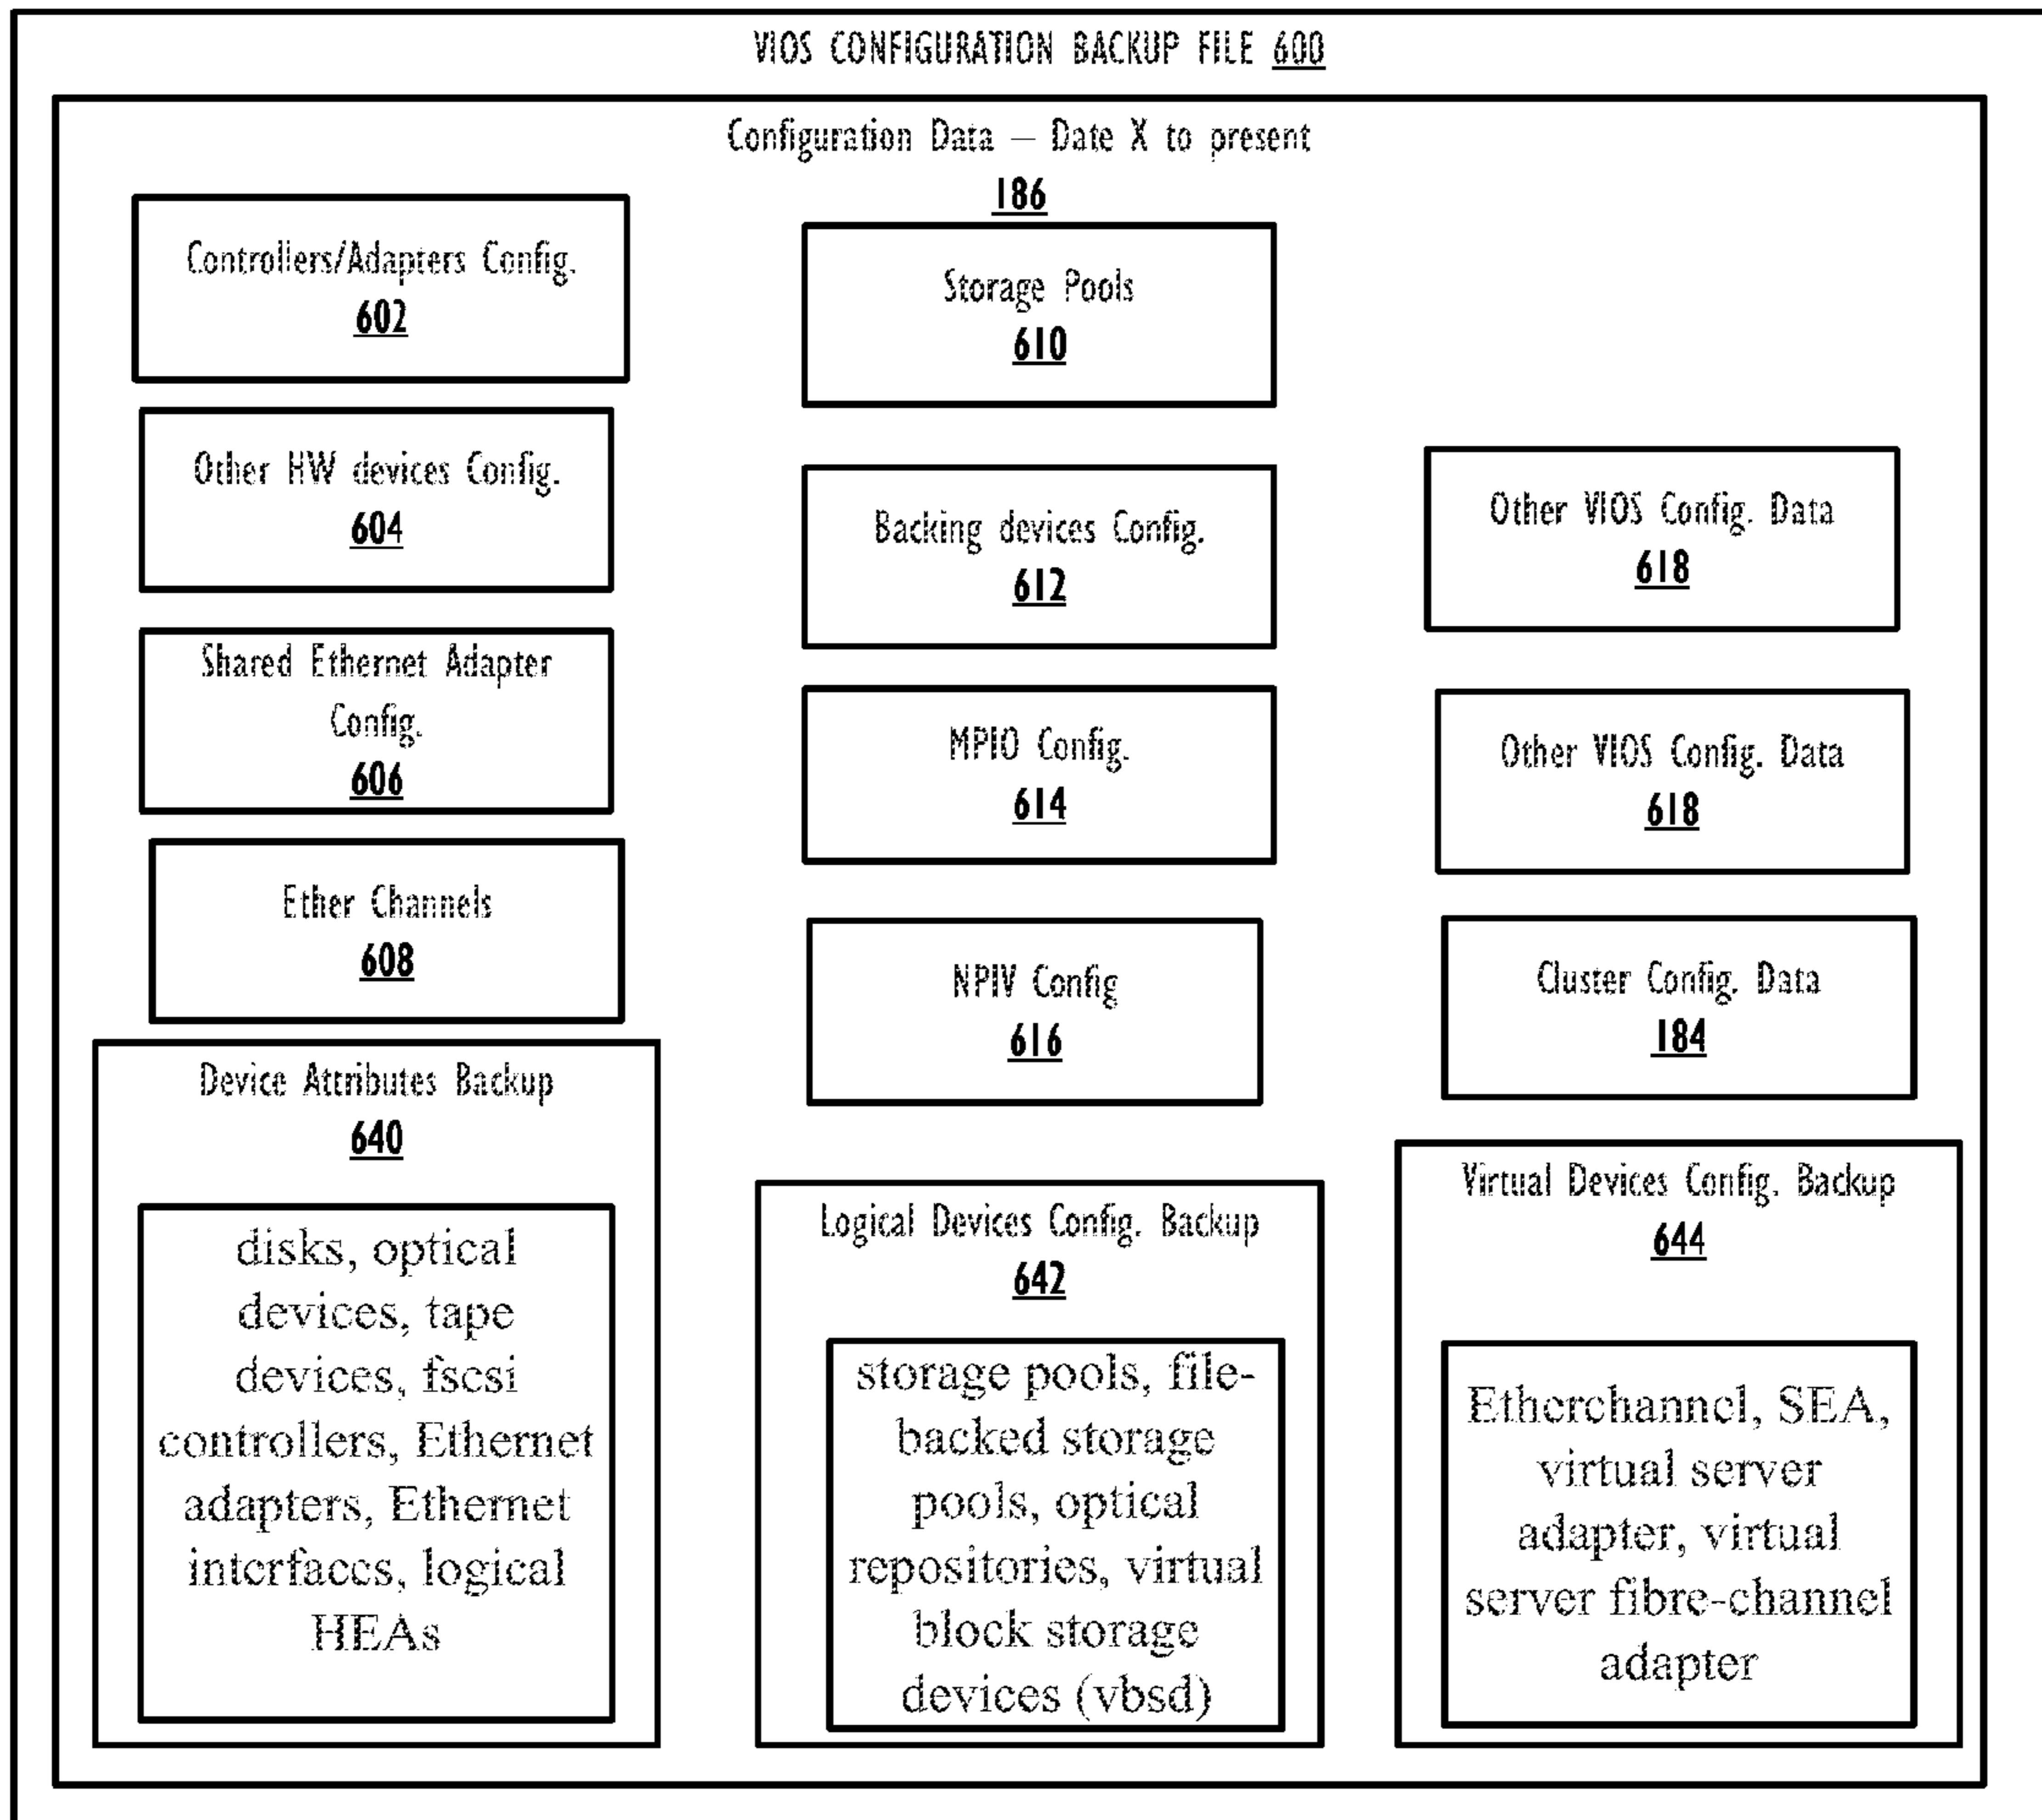 VIOS CONFIGURATION BACKUP FILE 600
Configuration Data – Date X to present
186
Controllers/Adapters Config.
602
Other HW devices Config.
604
Shared Ethernet Adapter
Config.
606
Ether Channels
608
Device Attributes Backup
640
disks, optical
devices, tape
devices, fscsi
controllers, Ethernet
adapters, Ethernet
interfaces, logical
HEAs
Storage Pools
610
Backing devices Config.
612
MPIO Config.
614
NPIV Config
616
Logical Devices Config. Backup
642
storage pools, file-
backed storage
pools, optical
repositories, virtual
block storage
devices (vbsd)
Other VIOS Config. Data
618
Other VIOS Config. Data
618
Cluster Config. Data
184
Virtual Devices Config. Backup
644
Etherchannel, SEA,
virtual server
adapter, virtual
server fibre-channel
adapter